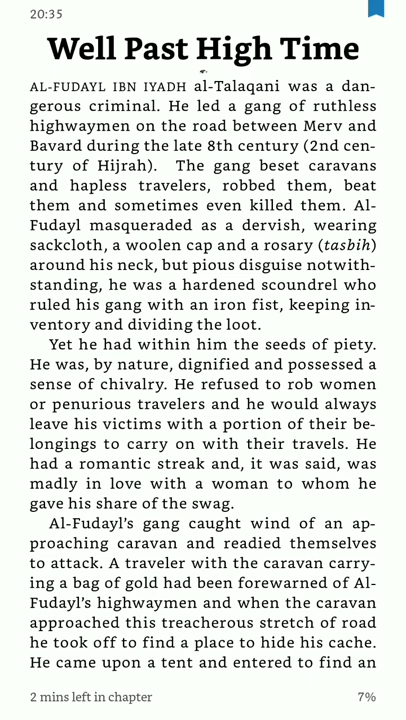 20:35
Well Past High Time
AL-FUDAYL IBN IYADH al-Talaqani was a dan-
gerous criminal. He led a gang of ruthless
highwaymen on the road between Merv and
Bavard during the late 8th century (2nd cen-
tury of Hijrah). The gang beset caravans
and hapless travelers, robbed them, beat
them and sometimes even killed them. Al-
Fudayl masqueraded as a dervish, wearing
sackcloth, a woolen cap and a rosary (tasbih)
around his neck, but pious disguise notwith-
standing, he was a hardened scoundrel who
ruled his gang with an iron fist, keeping in-
ventory and dividing the loot.
Yet he had within him the seeds of piety.
He was, by nature, dignified and possessed a
sense of chivalry. He refused to rob women
or penurious travelers and he would always
leave his victims with a portion of their be-
longings to carry on with their travels. He
had a romantic streak and, it was said, was
madly in love with a woman to whom he
gave his share of the swag.
Al-Fudayl’s gang caught wind of an ap-
proaching caravan and readied themselves
to attack. A traveler with the caravan carry-
ing a bag of gold had been forewarned of Al-
Fudayl’s highwaymen and when the caravan
approached this treacherous stretch of road
he took off to find a place to hide his cache.
He came upon a tent and entered to find an
2 mins left in chapter 7%